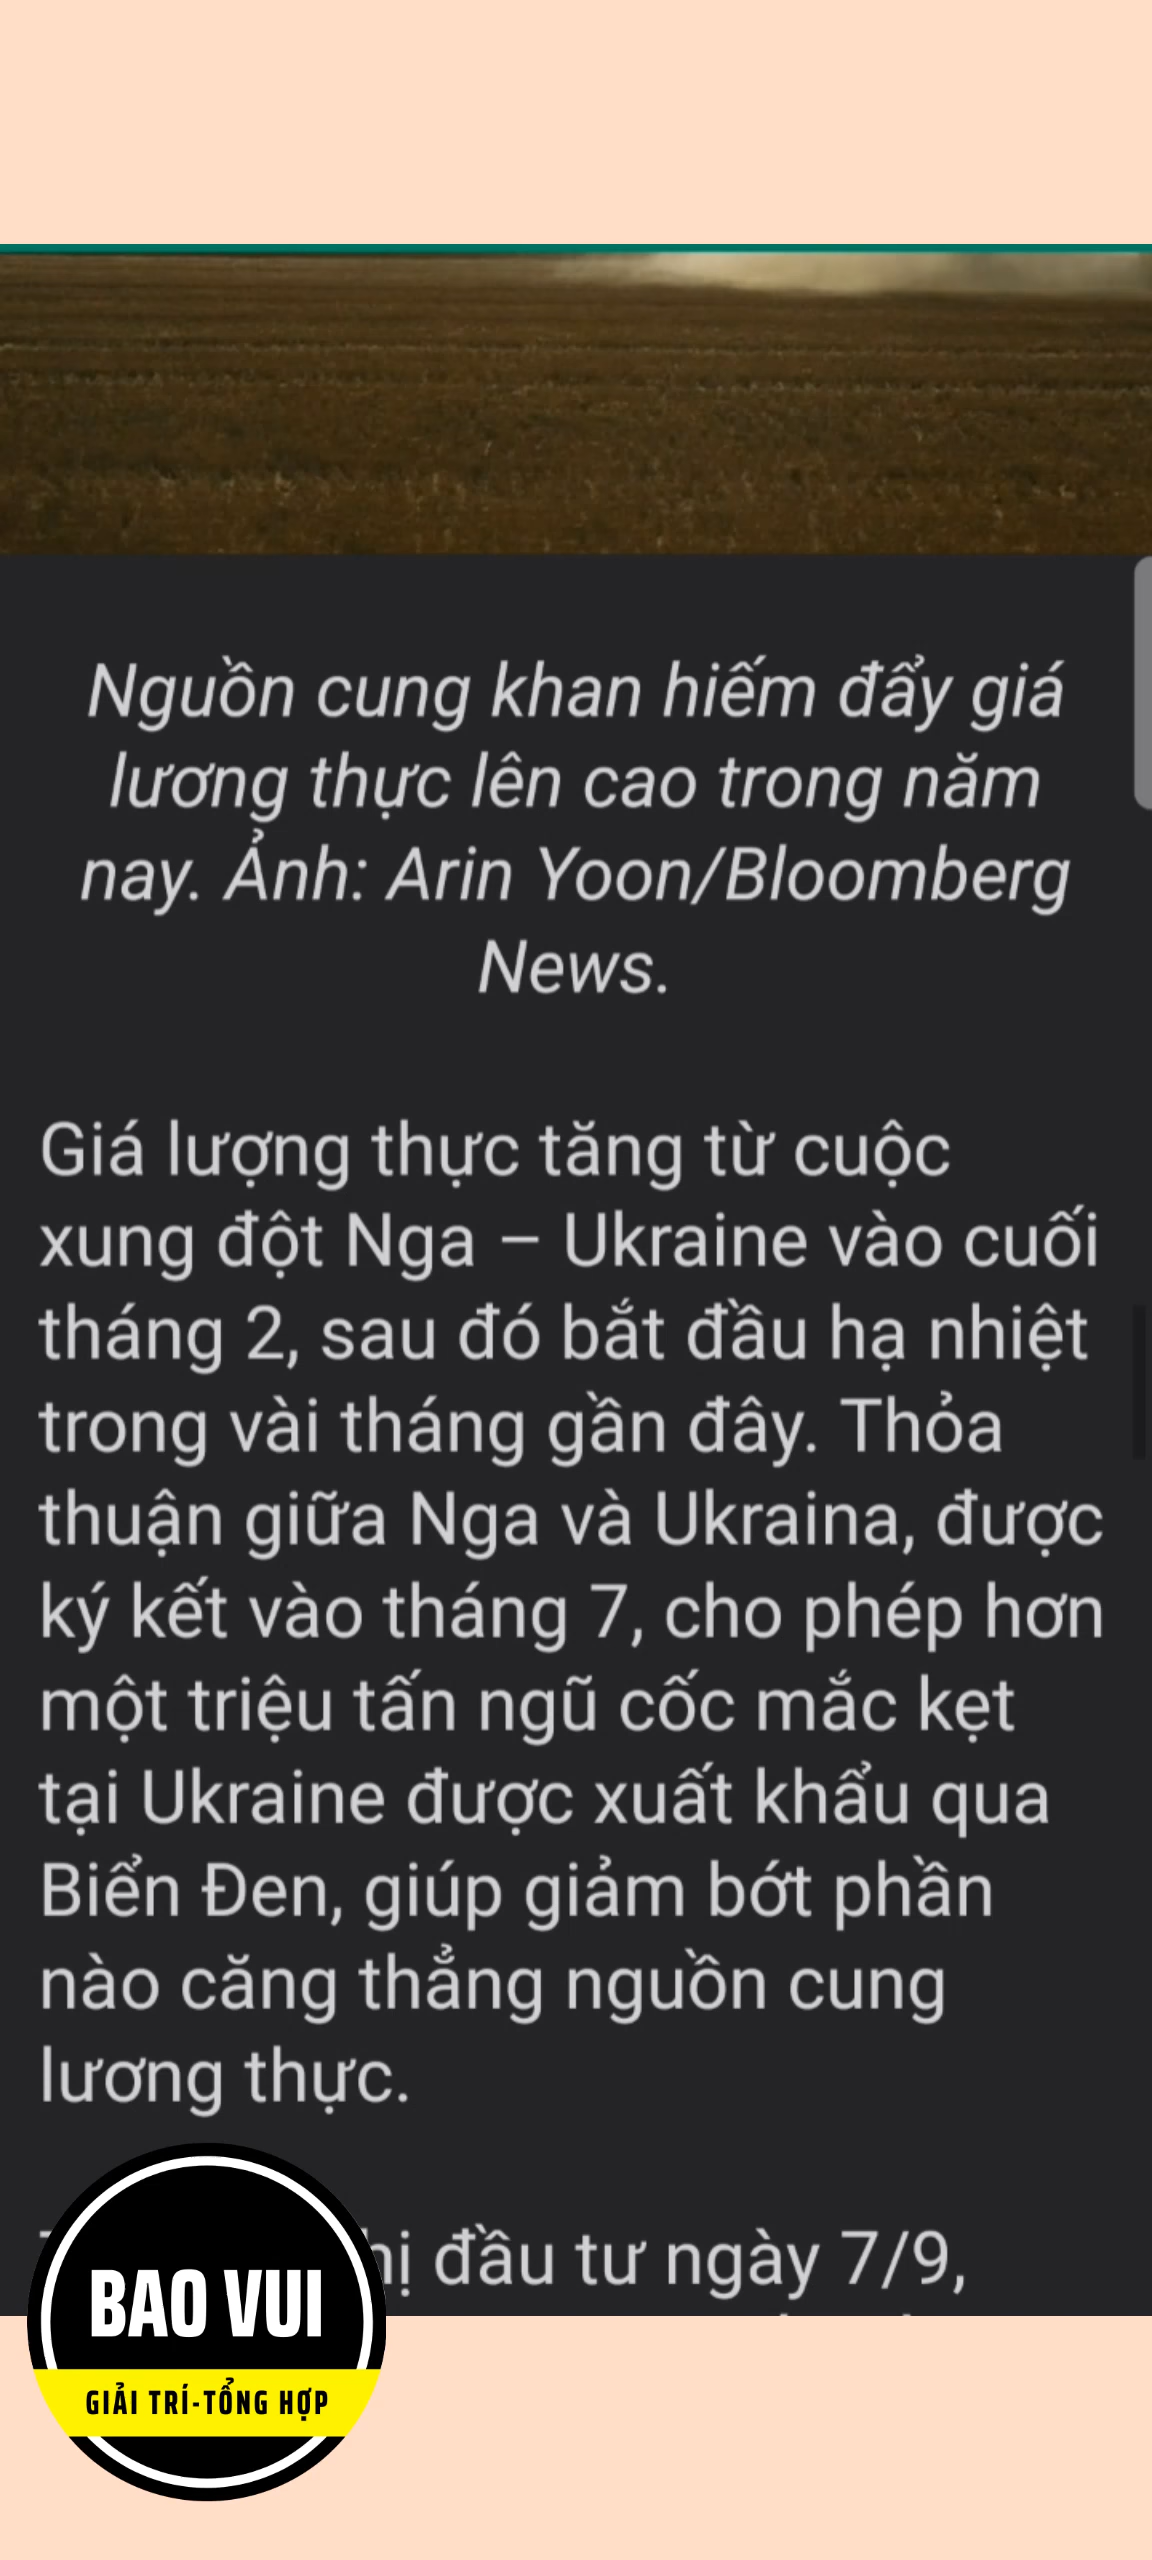 Nguồn cung khan hiếm đẩy giá
lương thực lên cao trong năm
nay. Ảnh: Arin Yoon/Bloomberg
News.
Giá lượng thực tăng từ cuộc
xung đột Nga – Ukraine vào cuối
tháng 2, sau đó bắt đầu hạ nhiệt
trong vài tháng gần đây. Thỏa
thuận giữa Nga và Ukraina, được
ký kết vào tháng 7, cho phép hơn
một triệu tấn ngũ cốc mắc kẹt
tại Ukraine được xuất khẩu qua
Biển Đen, giúp giảm bớt phần
nào căng thẳng nguồn cung
lương thực.
đầu tư ngày 7/9,
BAO VUI
GIẢI TRÍ-TỔNG HỢP